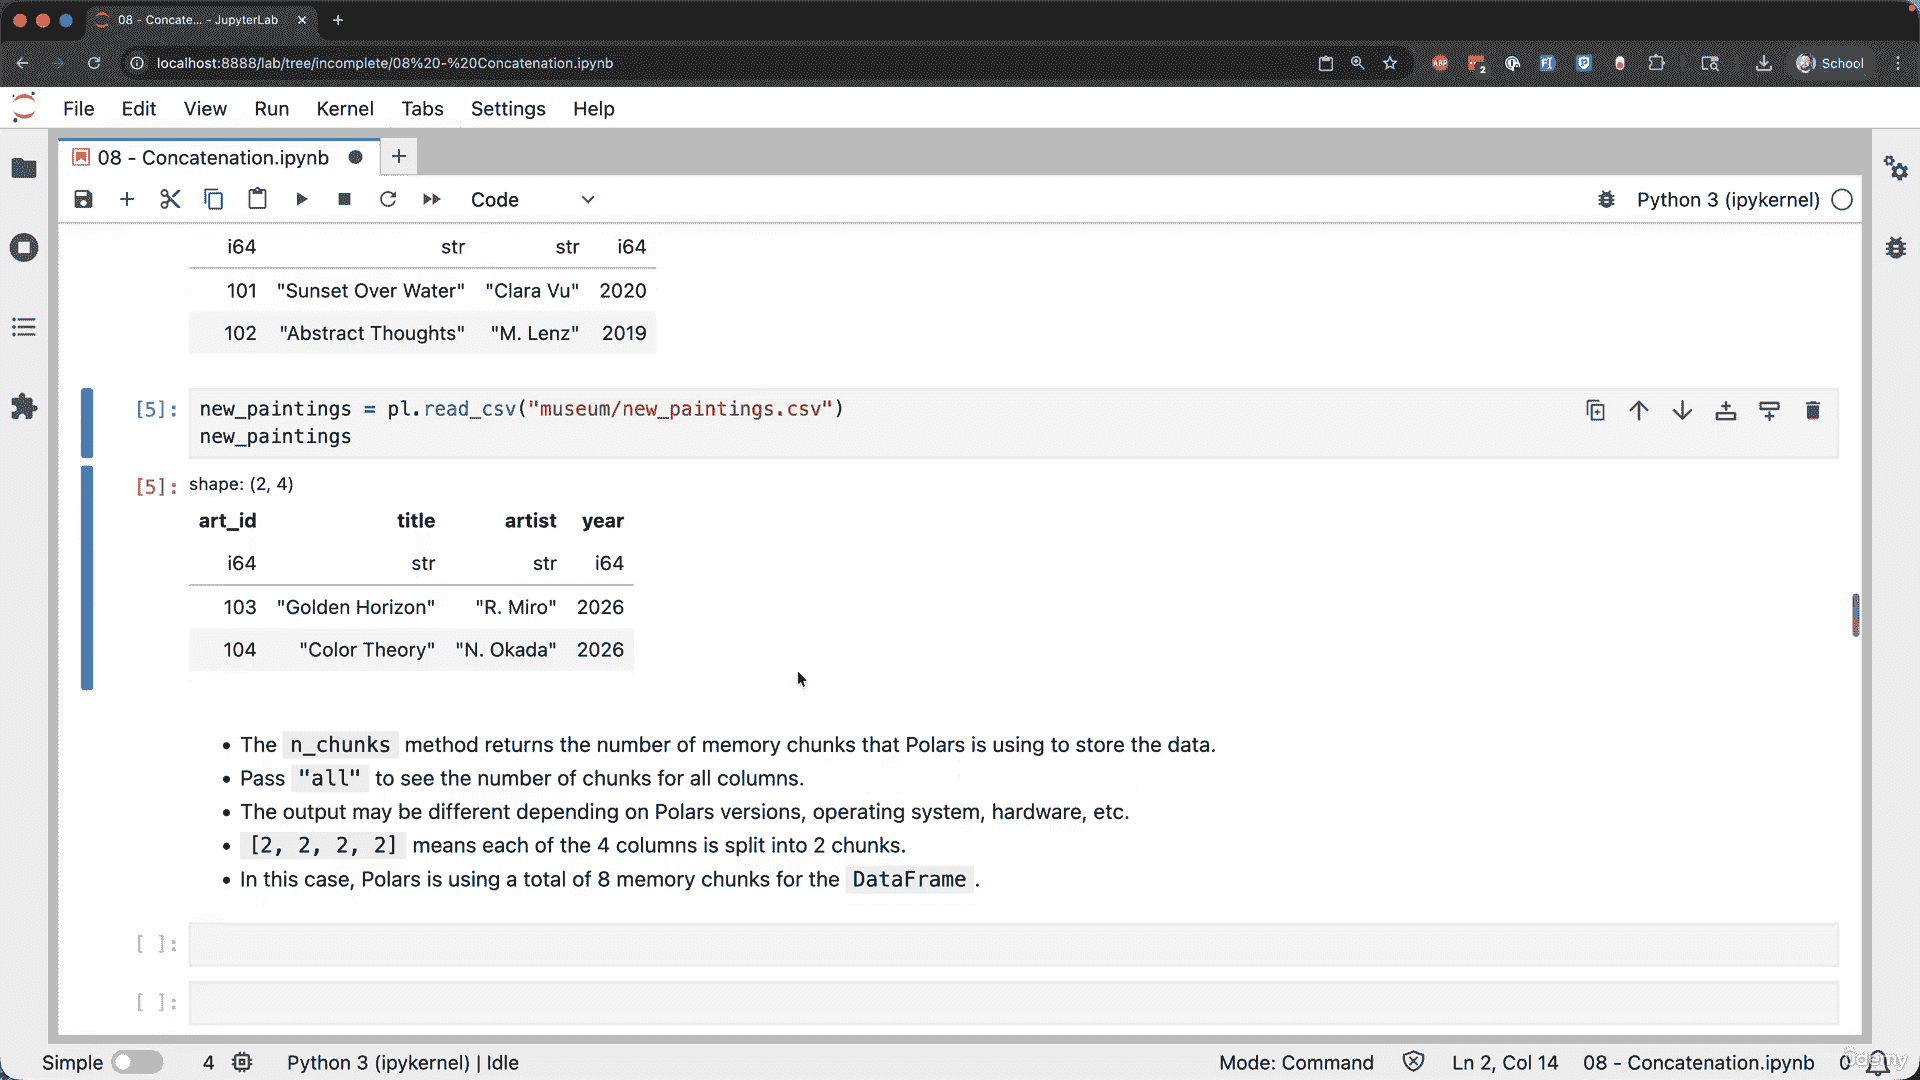 08 - Concate... - JupyterLab
localhost:8888/lab/tree/incomplete/08%20-%20Concatenation.ipynb
ABP
2
School
File Edit View Run Kernel Tabs Settings Help
08 - Concatenation.ipynb
Code
Python 3 (ipykernel)
i64 str str i64
101 "Sunset Over Water" "Clara Vu" 2020
102 "Abstract Thoughts" "M. Lenz" 2019
[5]: new_paintings = pl.read_csv("museum/new_paintings.csv")
new_paintings
[5]: shape: (2, 4)
art_id title artist year
i64 str str i64
103 "Golden Horizon" "R. Miro" 2026
104 "Color Theory" "N. Okada" 2026
• The n_chunks method returns the number of memory chunks that Polars is using to store the data.
• Pass "all" to see the number of chunks for all columns.
• The output may be different depending on Polars versions, operating system, hardware, etc.
• [2, 2, 2, 2] means each of the 4 columns is split into 2 chunks.
• In this case, Polars is using a total of 8 memory chunks for the DataFrame .
[ ]:
[ ]:
Simple 4 Python 3 (ipykernel) | Idle Mode: Command Ln 2, Col 14 08 - Concatenation.ipynb 0
udemy